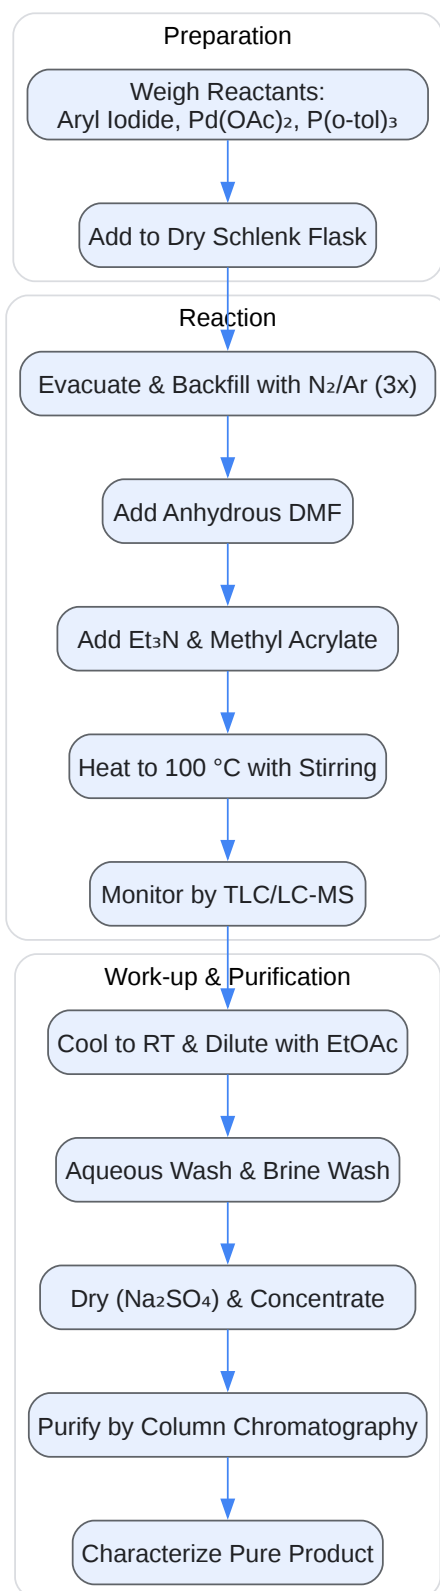 Preparation
Weigh Reactants:
Aryl Iodide, Pd(OAc)₂, P(o-tol)₃
Add to Dry Schlenk Flask
Reaction
Evacuate & Backfill with N₂/Ar (3x)
Add Anhydrous DMF
Add Et₃N & Methyl Acrylate
Heat to 100 °C with Stirring
Monitor by TLC/LC-MS
Work-up & Purification
Cool to RT & Dilute with EtOAc
Aqueous Wash & Brine Wash
Dry (Na₂SO₄) & Concentrate
Purify by Column Chromatography
Characterize Pure Product